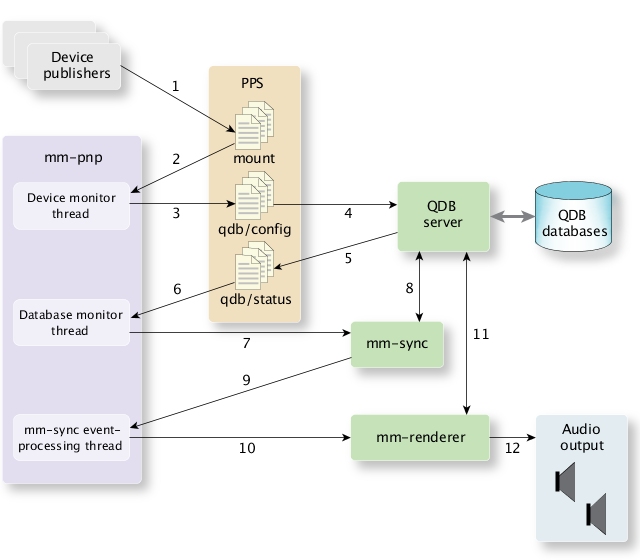 Device
publishers
1
PPS
mount
mm-pnp
2
Device monitor
thread
3
qdb/config
4
QDB
server
QDB
databases
5
qdb/status
6
8
Database monitor
thread
7
mm-sync
11
9
mm-sync event-
processing thread
10
mm-renderer
12
Audio
output